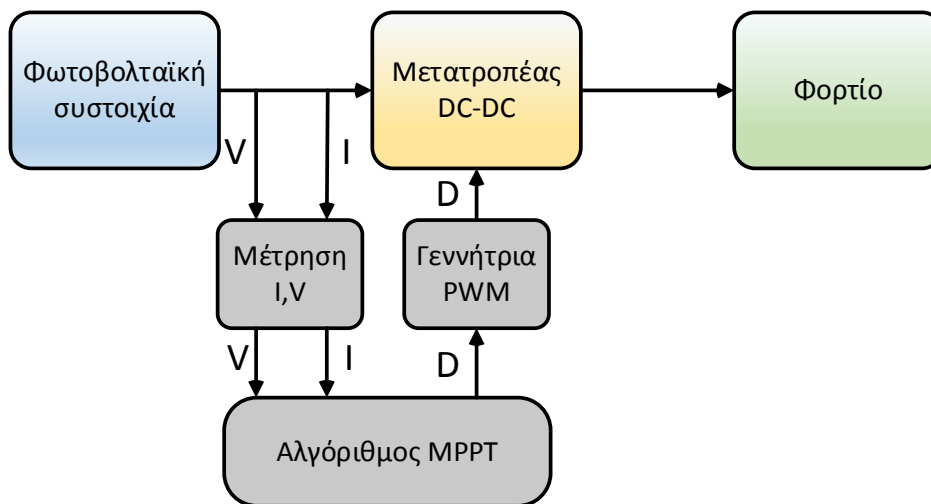 Φωτοβολταϊκή
συστοιχία
Μετατροπέας
DC-DC
Φορτίο
V
I
D
Μέτρηση
I,V
Γεννήτρια
PWM
V
I
D
Αλγόριθμος MPPT